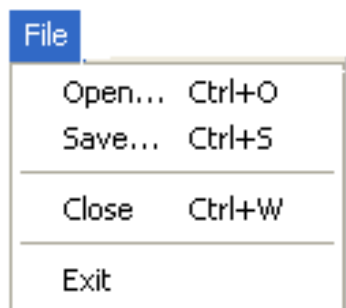 File
Open... Ctrl+O
Save... Ctrl+S
Close Ctrl+W
Exit